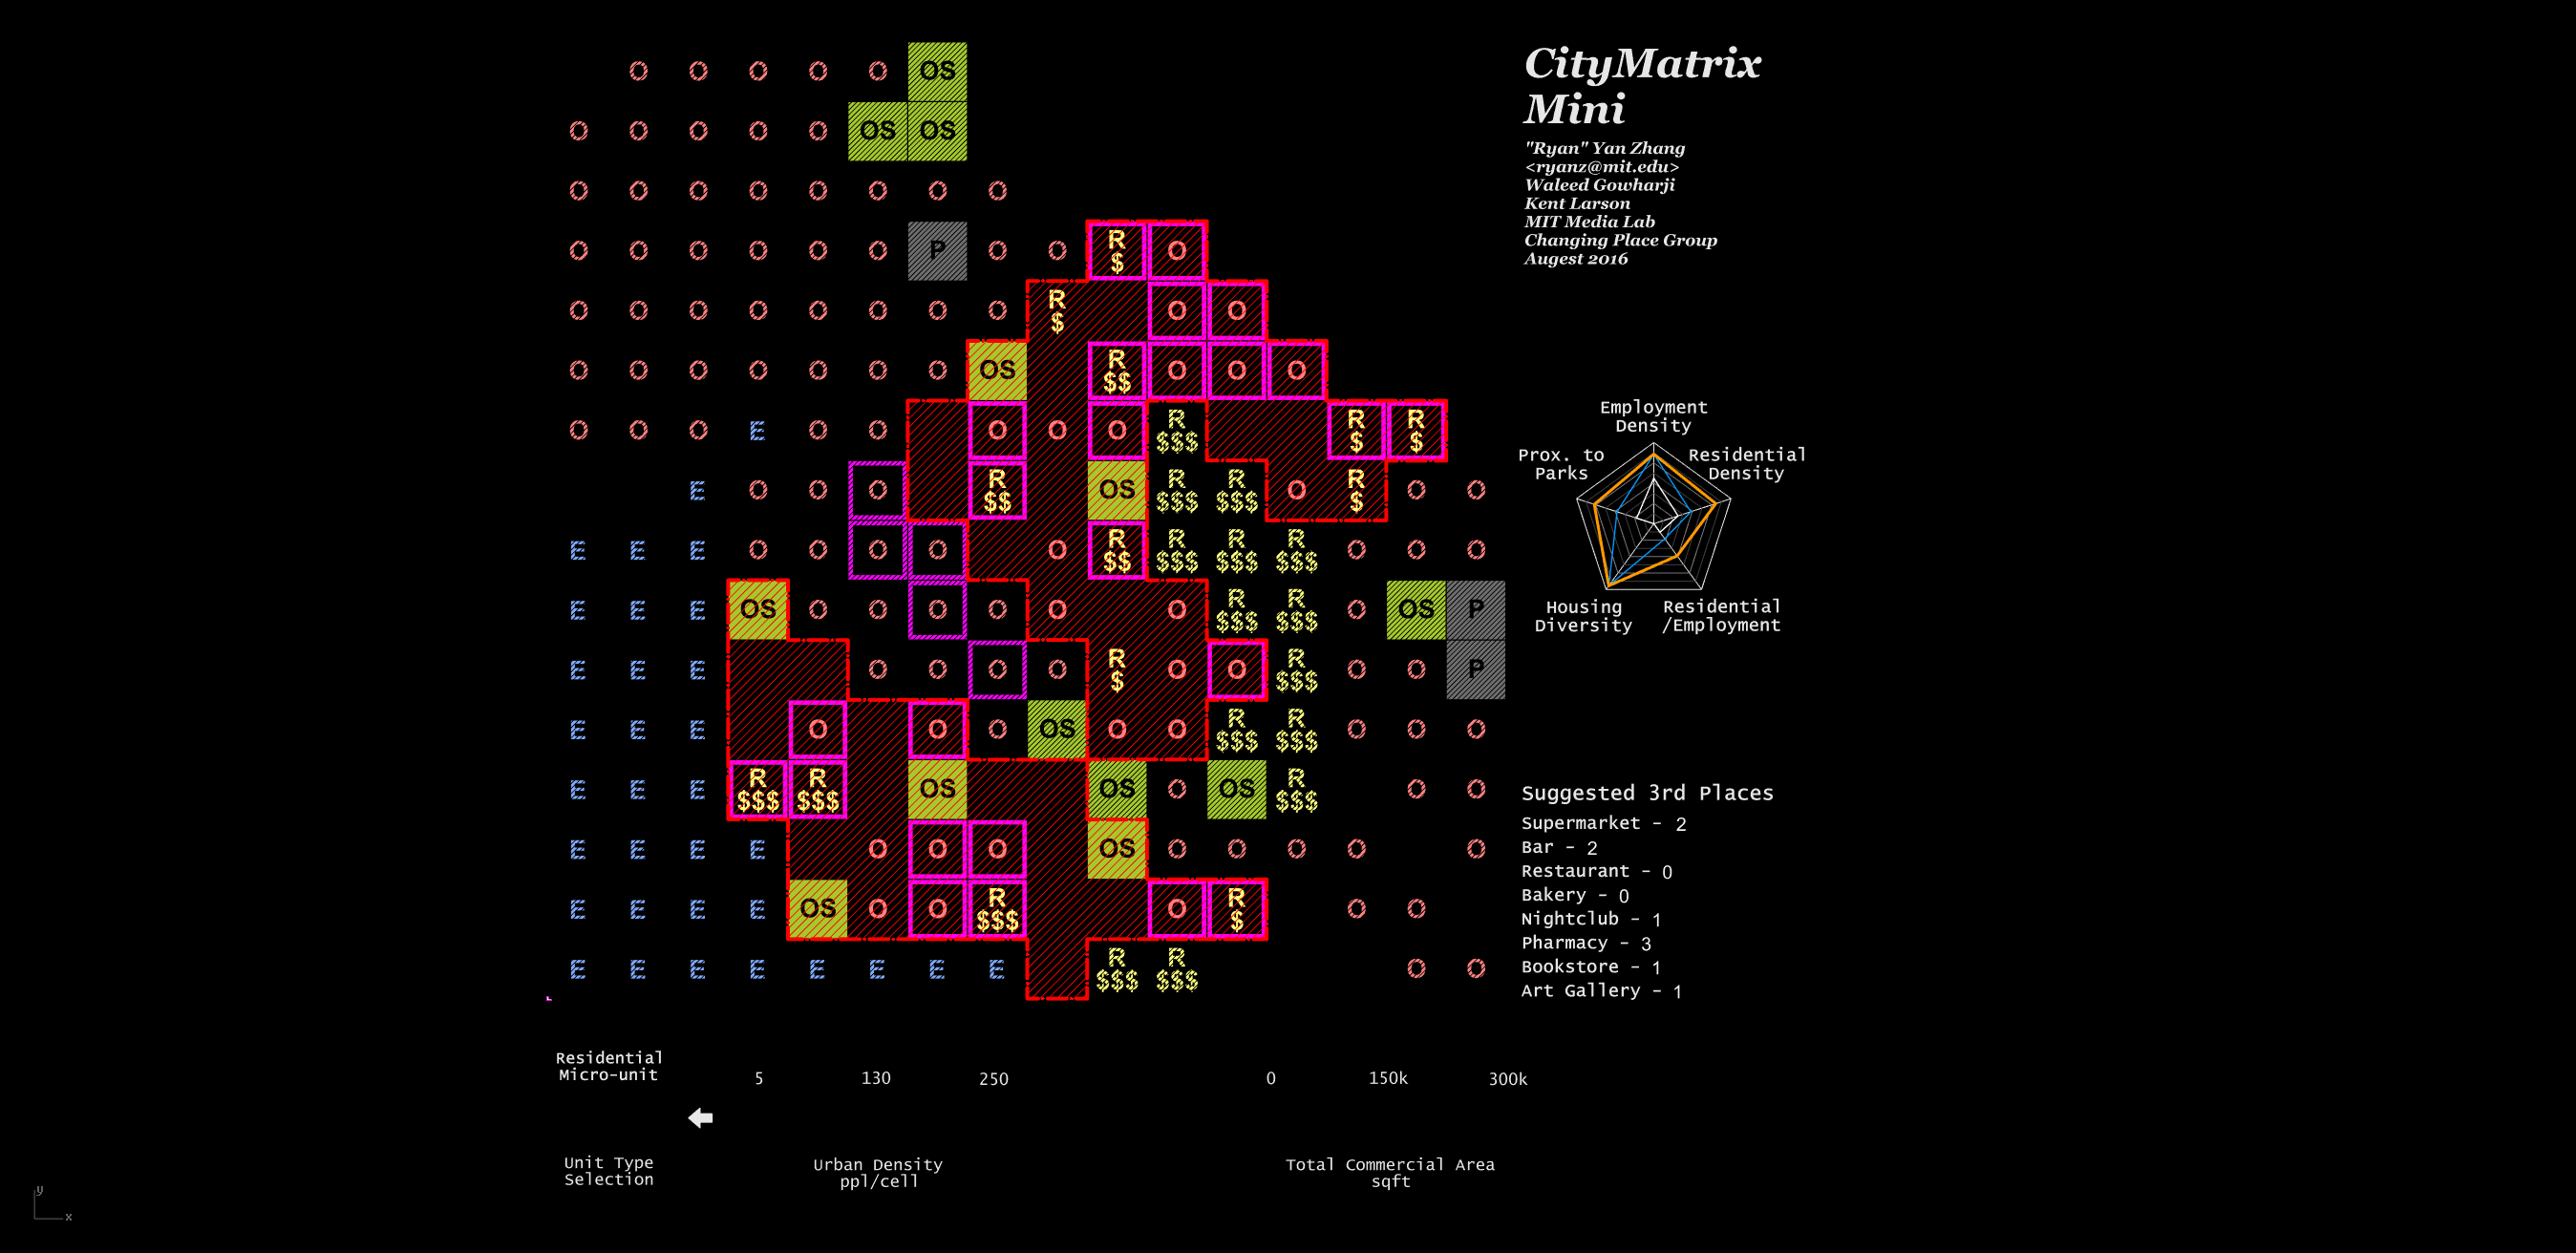 O O O O O OS
O O O O O OS OS
O O O O O O O O
O O O O O O P O O R O
$
O O O O O O O O R O O
$
O O O O O O O OS R O O O
$$
O O O E O O O O O R R R
$$$ $ $
E O O O R OS R R O R O O
$$ $$$ $$$ $
E E E O O O O O R R R R O O O
$$ $$$ $$$ $$$
E E E OS O O O O O O R R O OS P
$$$ $$$
E E E O O O O R O O R O O P
$ $$$
E E E O O O OS O O R R O O O
$$$ $$$
E E E R R OS OS O OS R O O
$$$ $$$ $$$
E E E E O O O OS O O O O O
E E E E OS O O R O R O O
$$$ $
E E E E E E E E R R O O
$$$ $$$
CityMatrix
Mini
"Ryan" Yan Zhang
<ryanz@mit.edu>
Waleed Gowharji
Kent Larson
MIT Media Lab
Changing Place Group
Augest 2016
Employment
Density
Prox. to
Parks
Residential
Density
Housing
Diversity
Residential
/Employment
Suggested 3rd Places
Supermarket - 2
Bar - 2
Restaurant - 0
Bakery - 0
Nightclub - 1
Pharmacy - 3
Bookstore - 1
Art Gallery - 1
Residential
Micro-unit
5 130 250
0 150k 300k
Unit Type
Selection
Urban Density
ppl/cell
Total Commercial Area
sqft
y
x